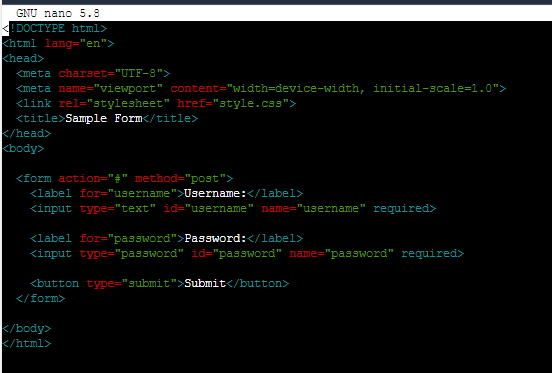 GNU nano 5.8
<!DOCTYPE html>
<html lang="en">
<head>
<meta charset="UTF-8">
<meta name="viewport" content="width=device-width, initial-scale=1.0">
<link rel="stylesheet" href="style.css">
<title>Sample Form</title>
</head>
<body>
<form action="#" method="post">
<label for="username">Username:</label>
<input type="text" id="username" name="username" required>
<label for="password">Password:</label>
<input type="password" id="password" name="password" required>
<button type="submit">Submit</button>
</form>
</body>
</html>